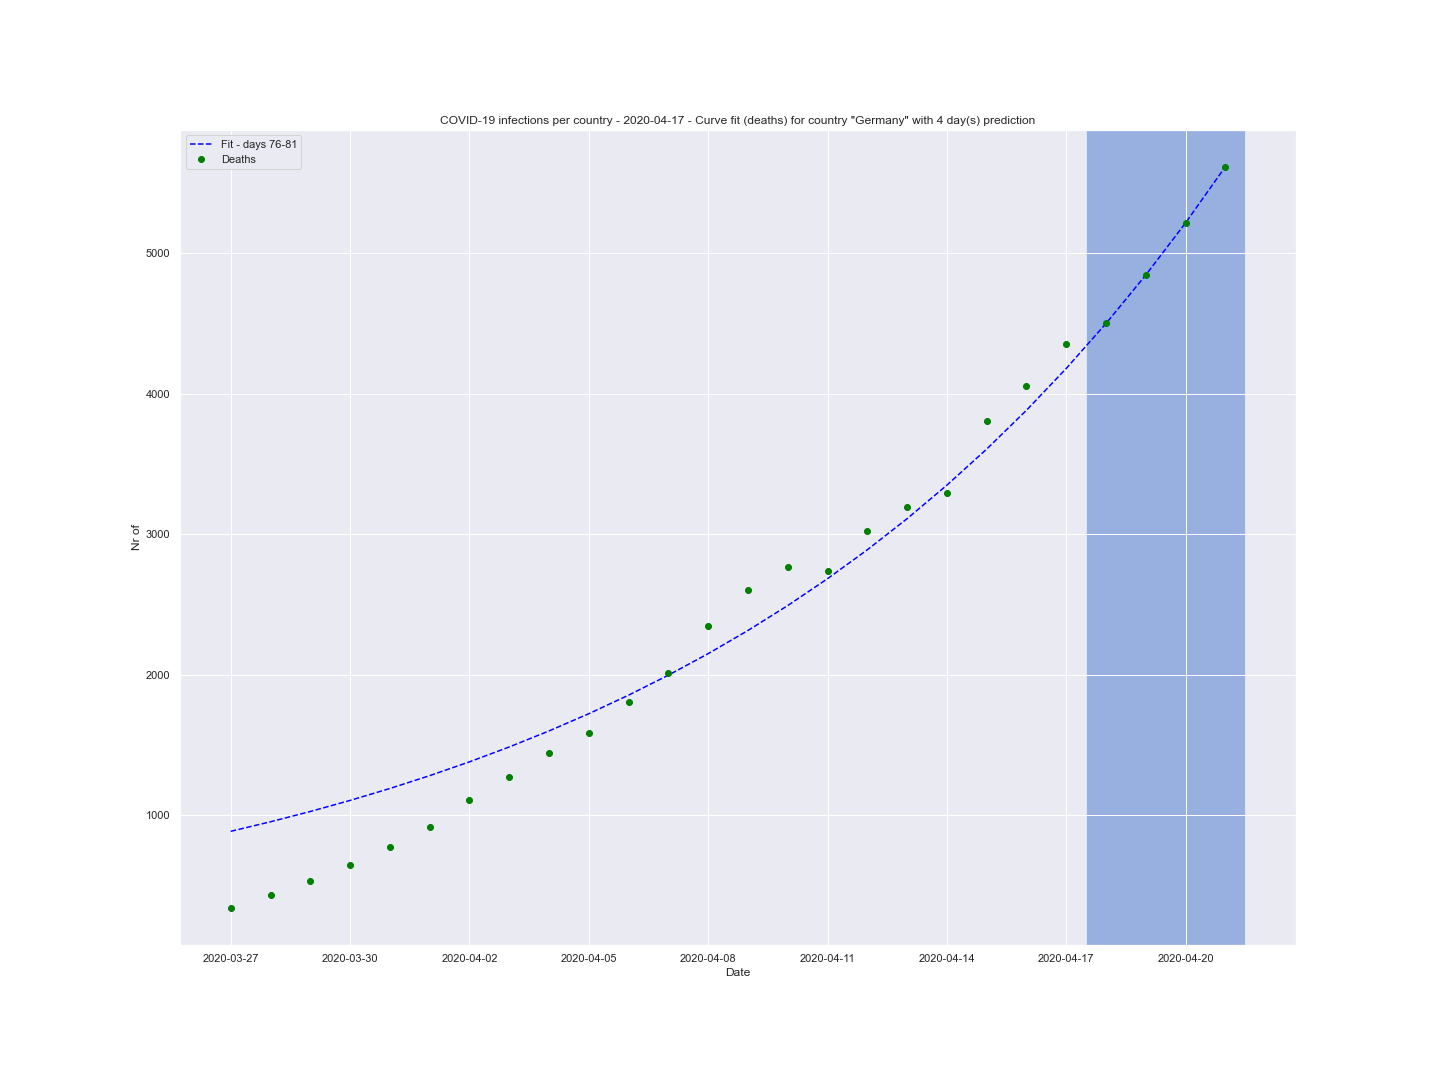 COVID-19 infections per country - 2020-04-17 - Curve fit (deaths) for country "Germany" with 4 day(s) prediction
Fit - days 76-81
Deaths
5000
4000
3000
2000
1000
Nr of
2020-03-27 2020-03-30 2020-04-02 2020-04-05 2020-04-08 2020-04-11 2020-04-14 2020-04-17 2020-04-20
Date